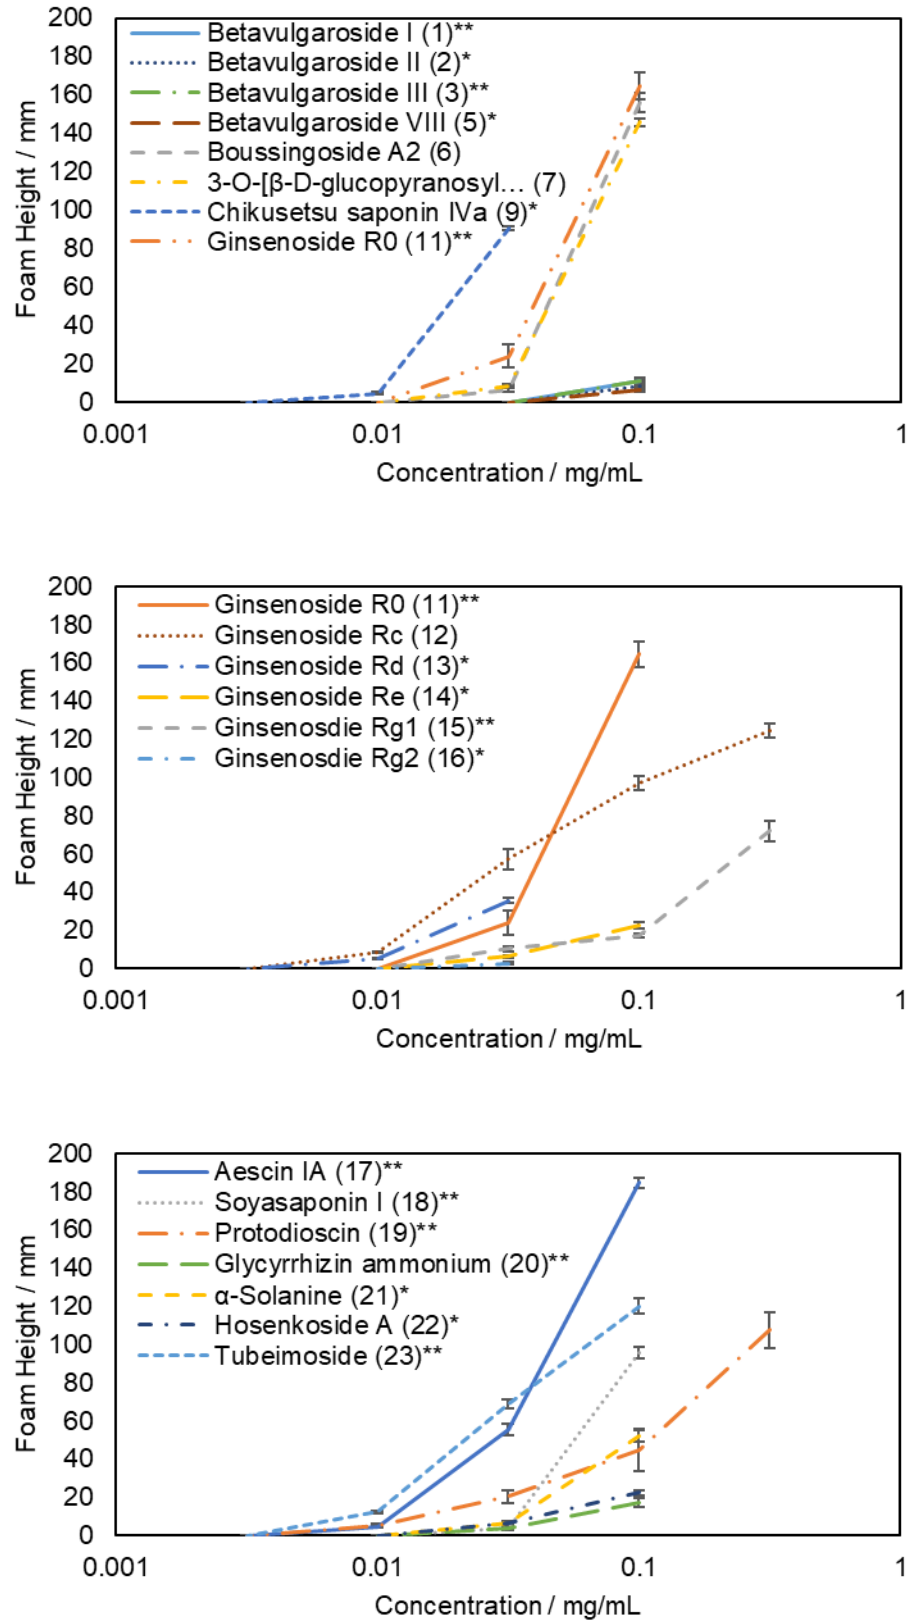 200
180
160
140
120
100
80
60
40
20
0
Foam Height / mm
Betavulgaroside I (1)**
Betavulgaroside II (2)*
Betavulgaroside III (3)**
Betavulgaroside VIII (5)*
Boussingoside A2 (6)
3-O-[β-D-glucopyranosyl... (7)
Chikusetsu saponin IVa (9)*
Ginsenoside R0 (11)**
0.001 0.01 0.1 1
Concentration / mg/mL
200
180
160
140
120
100
80
60
40
20
0
Foam Height / mm
Ginsenoside R0 (11)**
Ginsenoside Rc (12)
Ginsenoside Rd (13)*
Ginsenoside Re (14)*
Ginsenosdie Rg1 (15)**
Ginsenosdie Rg2 (16)*
0.001 0.01 0.1 1
Concentration / mg/mL
200
180
160
140
120
100
80
60
40
20
0
Foam Height / mm
Aescin IA (17)**
Soyasaponin I (18)**
Protodioscin (19)**
Glycyrrhizin ammonium (20)**
α-Solanine (21)*
Hosenkoside A (22)*
Tubeimoside (23)**
0.001 0.01 0.1 1
Concentration / mg/mL